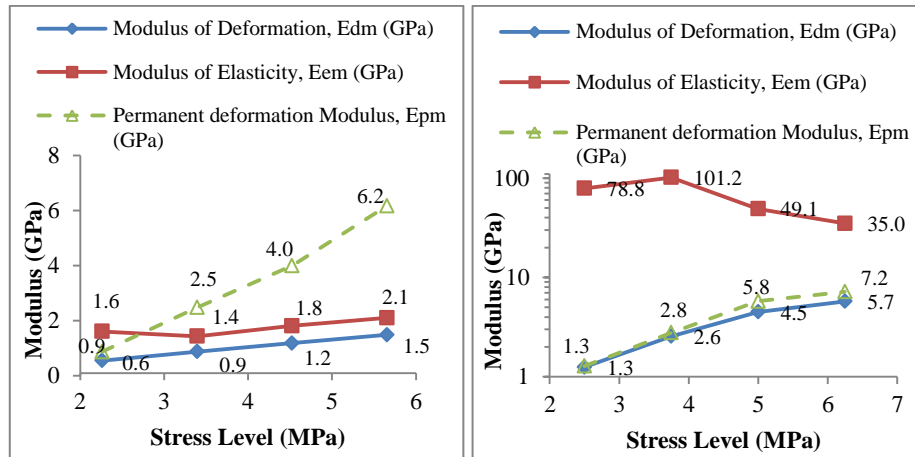 Modulus of Deformation, Edm (GPa)
Modulus of Elasticity, Eem (GPa)
Permanent deformation Modulus, Epm
(GPa)
Modulus (GPa)
8
6
4
2
0
6.2
4.0
2.5
1.6
1.4
1.8
2.1
0.9
0.6
0.9
1.2
1.5
2 3 4 5 6
Stress Level (MPa)
Modulus of Deformation, Edm (GPa)
Modulus of Elasticity, Eem (GPa)
Permanent deformation Modulus, Epm
(GPa)
Modulus (GPa)
100
10
1
78.8
101.2
49.1
35.0
1.3
2.8
5.8
7.2
1.3
2.6
4.5
5.7
2 3 4 5 6 7
Stress Level (MPa)